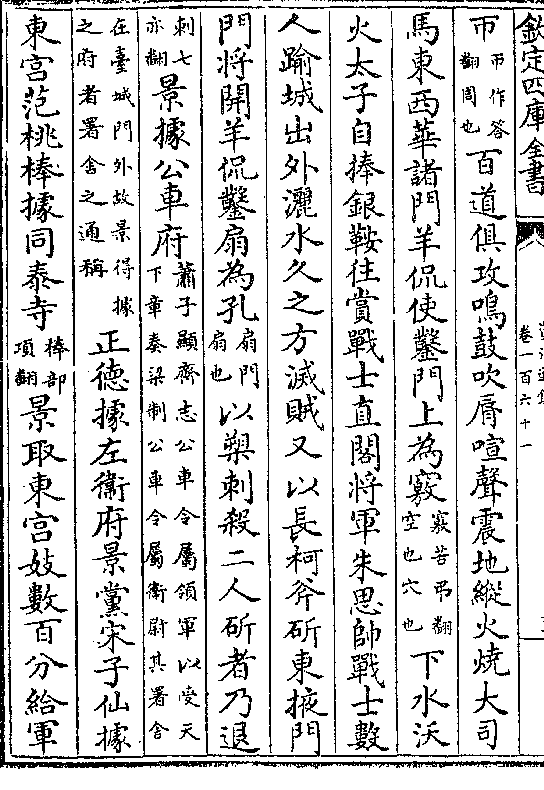 欽定四庫全書
卷一百六十一
帀帀作答翻周也百道俱攻鳴鼓吹脣喧聲震地縱火燒大司
馬東西華諸門羊侃使鑿門上為竅竅苦弔翻空也穴也下水沃
火太子自捧銀鞍往賞戰士直閣將軍朱思帥戰士數
人踰城出外灑水久之方滅賊又以長柯斧斫東掖門
門將開羊侃鑿扇為孔扇門扇也以槊刺殺二人斫者乃退
刺七亦翻景據公車府蕭子顯齊志公車令屬領軍以受天下章奏梁制公車令屬衛尉其署舍
在臺城門外故景得據之府者署舍之通稱正德據左衛府景黨宋子仙據
東宮范桃棒據同泰寺棒部項翻景取東宮妓數百分給軍